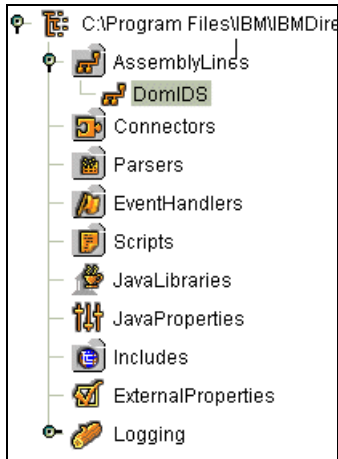 C:\Program Files\IBM\IBMDire
AssemblyLines
DomIDS
Connectors
Parsers
EventHandlers
Scripts
JavaLibraries
JavaProperties
Includes
ExternalProperties
Logging